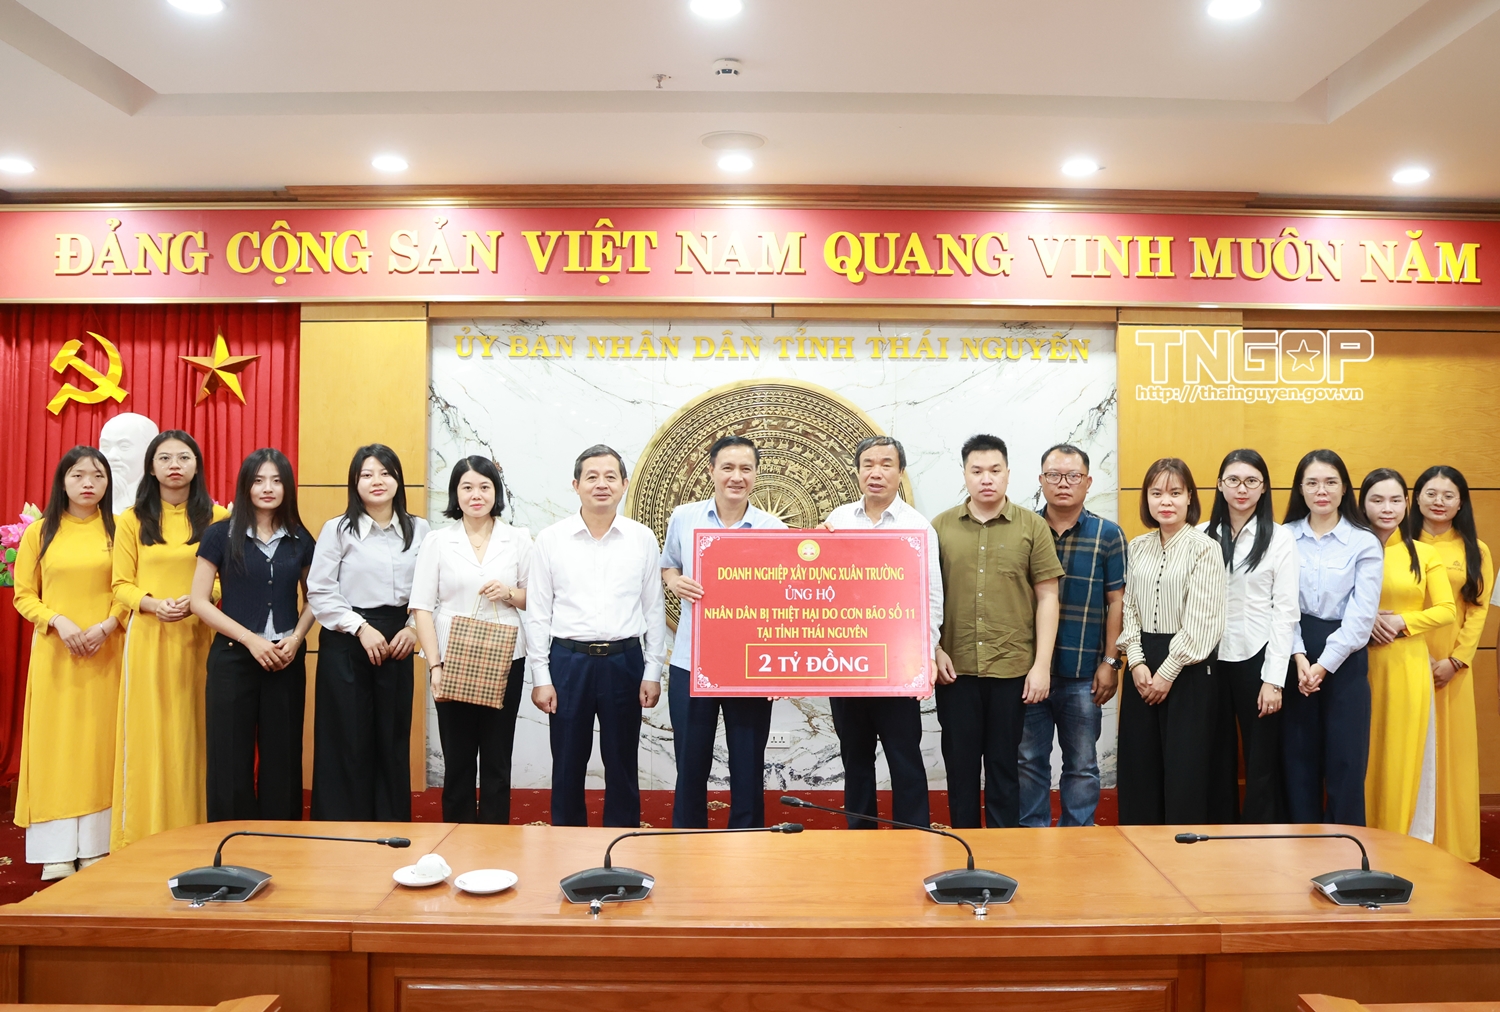 ĐẢNG CỘNG SẢN VIỆT NAM QUANG VINH MUÔN NĂM
ỦY BAN NHÂN DÂN TỈNH THÁI NGUYÊN
TNGOP
http://thainguyen.gov.vn
DOANH NGHIỆP XÂY DỰNG XUÂN TRƯỜNG
ỦNG HỘ
NHÂN DÂN BỊ THIỆT HẠI DO CƠN BÃO SỐ 11
TẠI TỈNH THÁI NGUYÊN
2 TỶ ĐỒNG